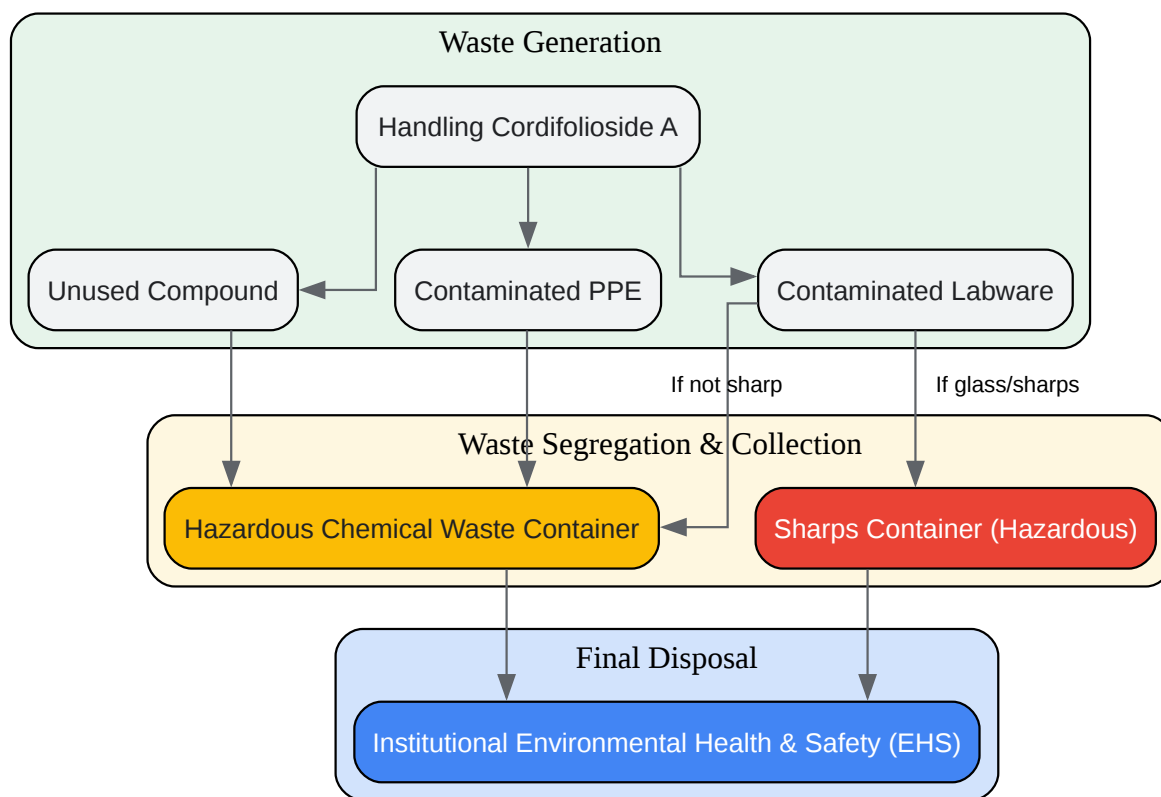 Waste Generation
Handling Cordifolioside A
Unused Compound
Contaminated PPE
Contaminated Labware
If not sharp
If glass/sharps
Waste Segregation & Collection
Hazardous Chemical Waste Container
Sharps Container (Hazardous)
Final Disposal
Institutional Environmental Health & Safety (EHS)